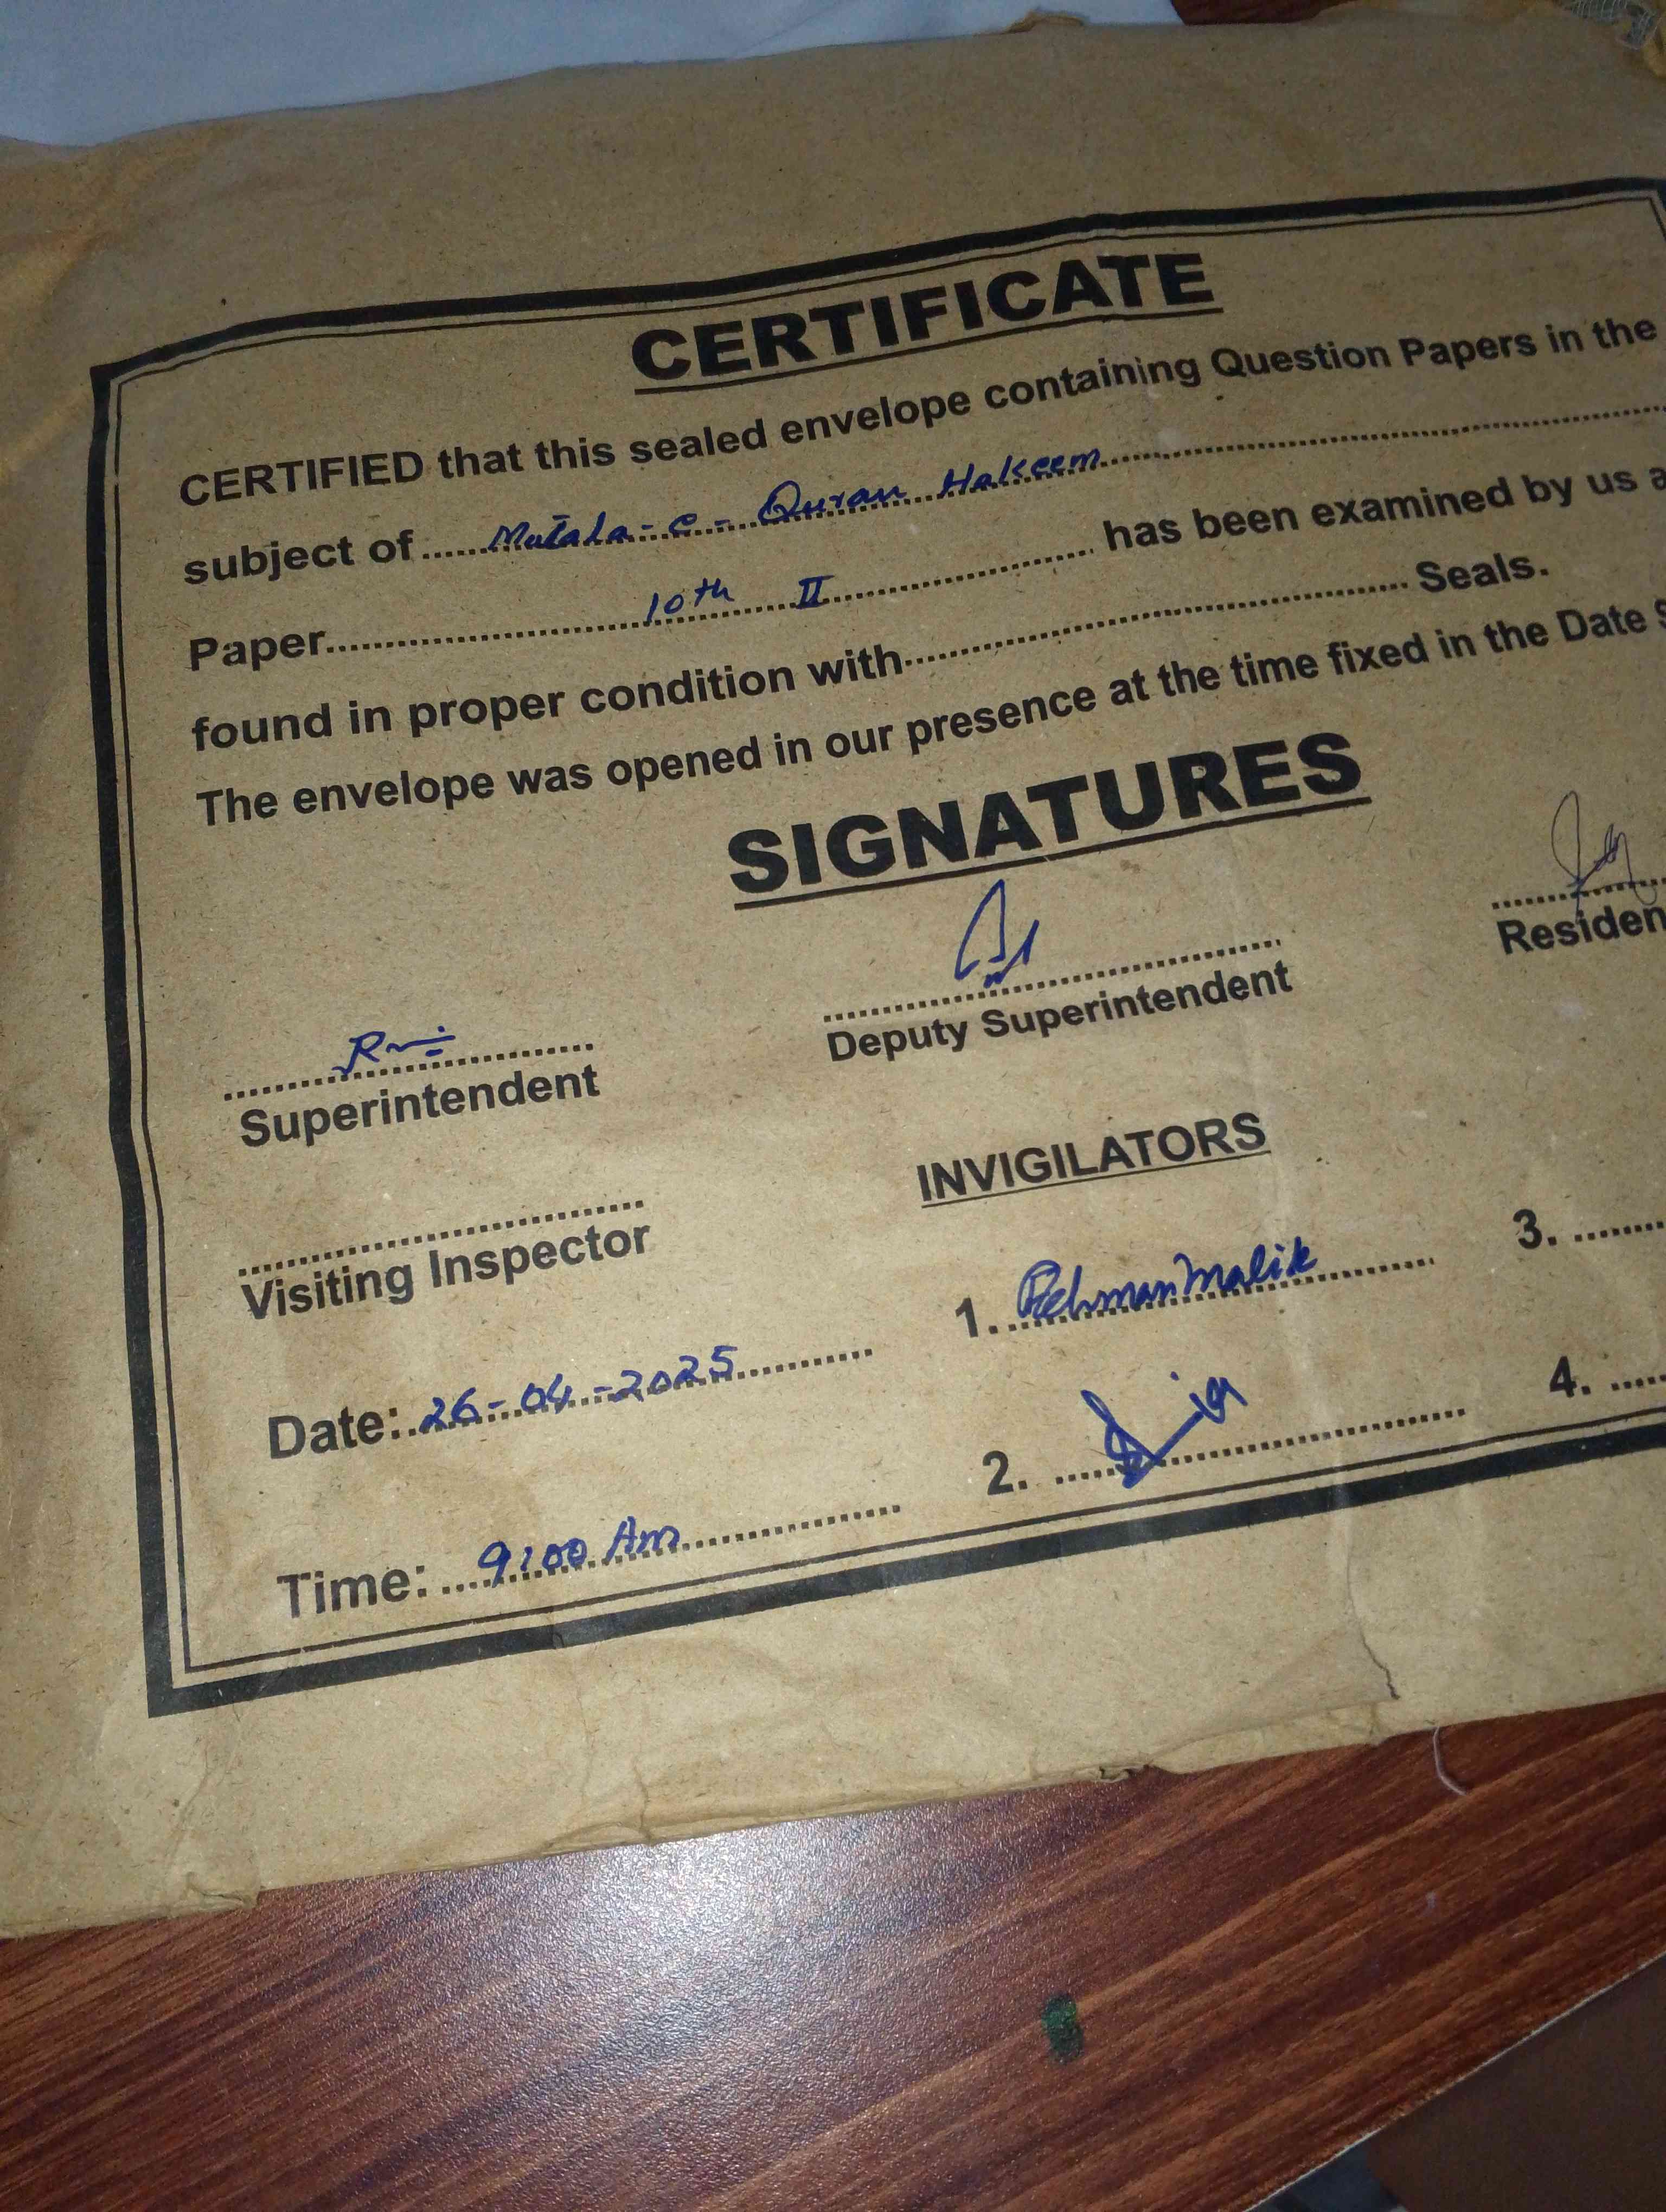 CERTIFICATE
CERTIFIED that this sealed envelope containing Question Papers in the
subject of ...... Mutala-e-Quran Hakeem ......
Paper ...... 10th II ...... has been examined by us a
found in proper condition with ...... Seals.
The envelope was opened in our presence at the time fixed in the Date S
SIGNATURES
Superintendent
Deputy Superintendent
Residen
Visiting Inspector
INVIGILATORS
1. Rehman Malik
3.
Date: 26-04-2025
2.
4.
Time: 9:00 Am